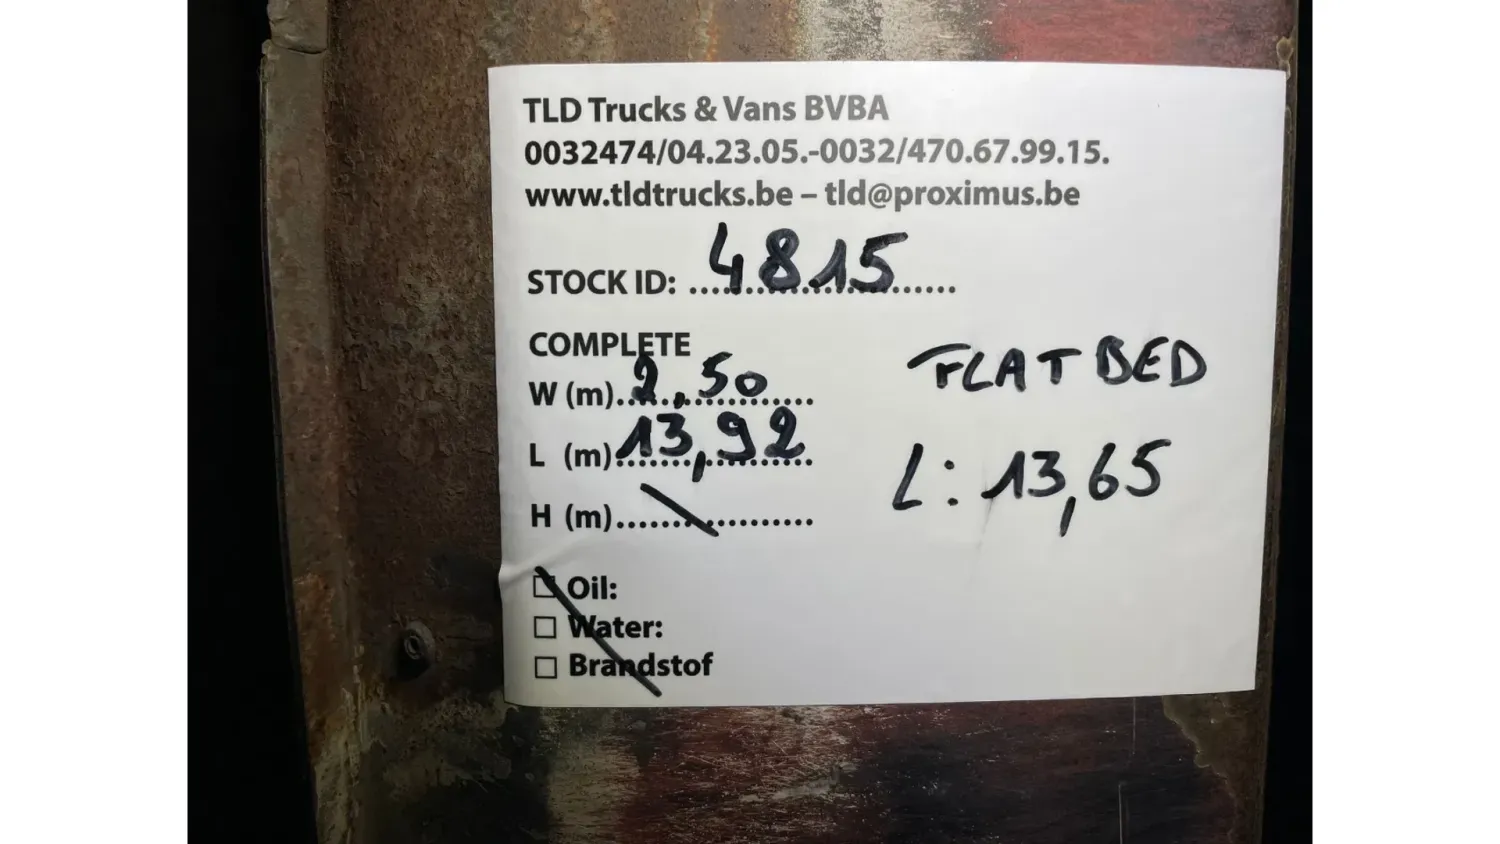 TLD Trucks & Vans BVBA
0032474/04.23.05.-0032/470.67.99.15.
www.tldtrucks.be – tld@proximus.be
STOCK ID: 4815
COMPLETE
W (m) 2,50
L (m) 13,92
H (m)
FLAT BED
L: 13,65
Oil:
Water:
Brandstof